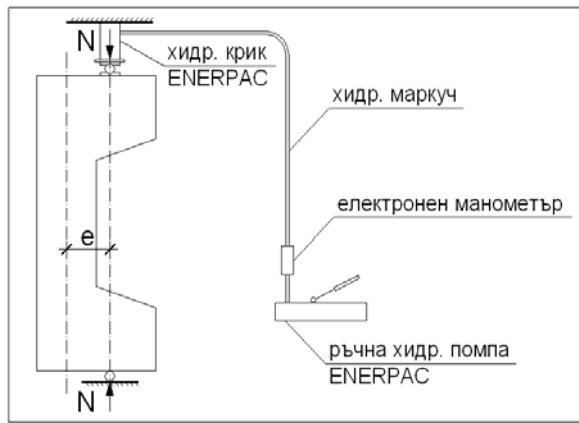 N
хидр. крик
ENERPAC
хидр. маркуч
електронен манометър
e
ръчна хидр. помпа
ENERPAC
N